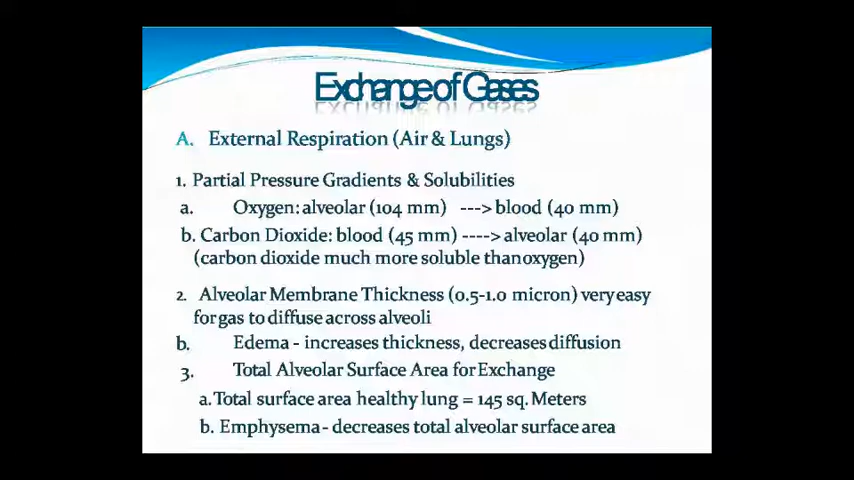 Exchange of Gases
A. External Respiration (Air & Lungs)
1. Partial Pressure Gradients & Solubilities
a. Oxygen: alveolar (104 mm) ---> blood (40 mm)
b. Carbon Dioxide: blood (45 mm) ----> alveolar (40 mm)
(carbon dioxide much more soluble thanoxygen)
2. Alveolar Membrane Thickness (0.5-1.0 micron) very easy
for gas to diffuse across alveoli
b. Edema - increases thickness, decreases diffusion
3. Total Alveolar Surface Area for Exchange
a. Total surface area healthy lung = 145 sq. Meters
b. Emphysema - decreases total alveolar surface area